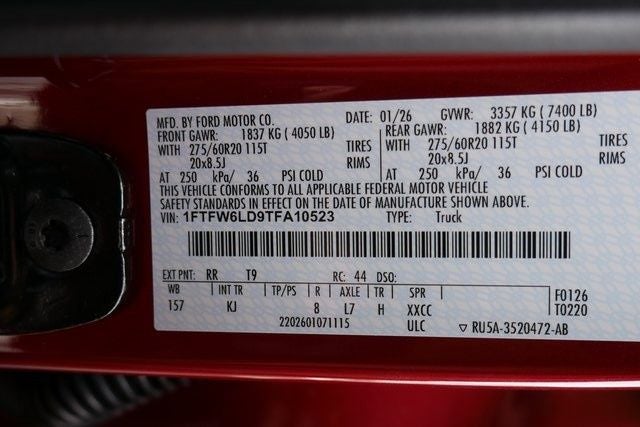 MFD. BY FORD MOTOR CO. DATE: 01/26 GVWR: 3357 KG ( 7400 LB)
FRONT GAWR: 1837 KG ( 4050 LB) REAR GAWR: 1882 KG ( 4150 LB)
WITH 275/60R20 115T TIRES WITH 275/60R20 115T TIRES
20x8.5J RIMS 20x8.5J RIMS
AT 250 kPa/ 36 PSI COLD AT 250 kPa/ 36 PSI COLD
THIS VEHICLE CONFORMS TO ALL APPLICABLE FEDERAL MOTOR VEHICLE
SAFETY STANDARDS IN EFFECT ON THE DATE OF MANUFACTURE SHOWN ABOVE.
VIN: 1FTFW6LD9TFA10523 TYPE: Truck
EXT PNT: RR T9 RC: 44 DSO:
WB INT TR TP/PS R AXLE TR SPR F0126
157 KJ 8 L7 H XXCC T0220
2202601071115 ULC ▽ RU5A-3520472-AB